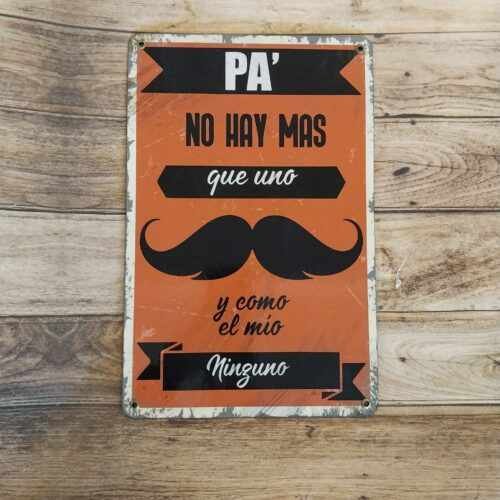 PA'
NO HAY MAS
que uno
y como
el mío
Ninguno